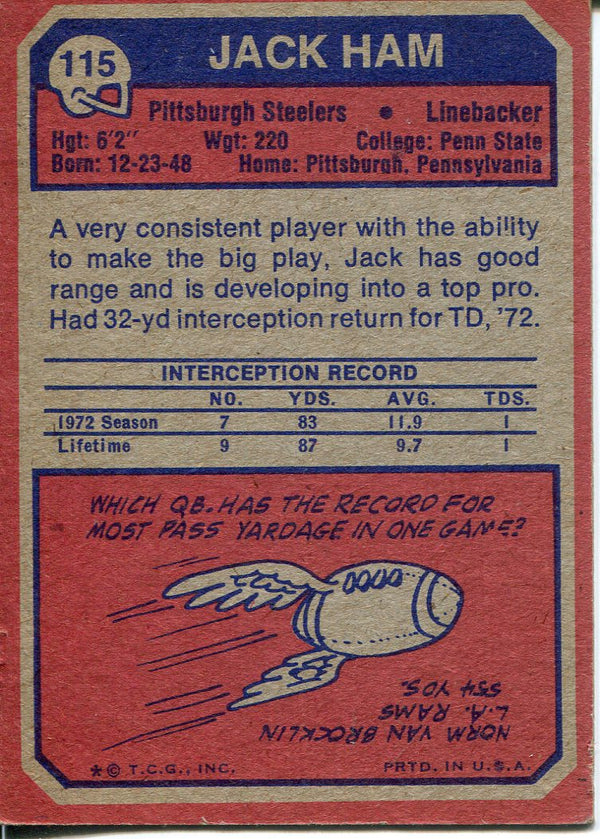 115
JACK HAM
Pittsburgh Steelers • Linebacker
Hgt: 6'2" Wgt: 220 College: Penn State
Born: 12-23-48 Home: Pittsburgh, Pennsylvania
A very consistent player with the ability
to make the big play, Jack has good
range and is developing into a top pro.
Had 32-yd interception return for TD, '72.
INTERCEPTION RECORD
NO. YDS. AVG. TDS.
1972 Season 7 83 11.9 1
Lifetime 9 87 9.7 1
WHICH QB. HAS THE RECORD FOR
MOST PASS YARDAGE IN ONE GAME?
NORM VAN BROCKLIN
L.A. RAMS
554 YDS.
*© T.C.G., INC. PRTD. IN U.S.A.